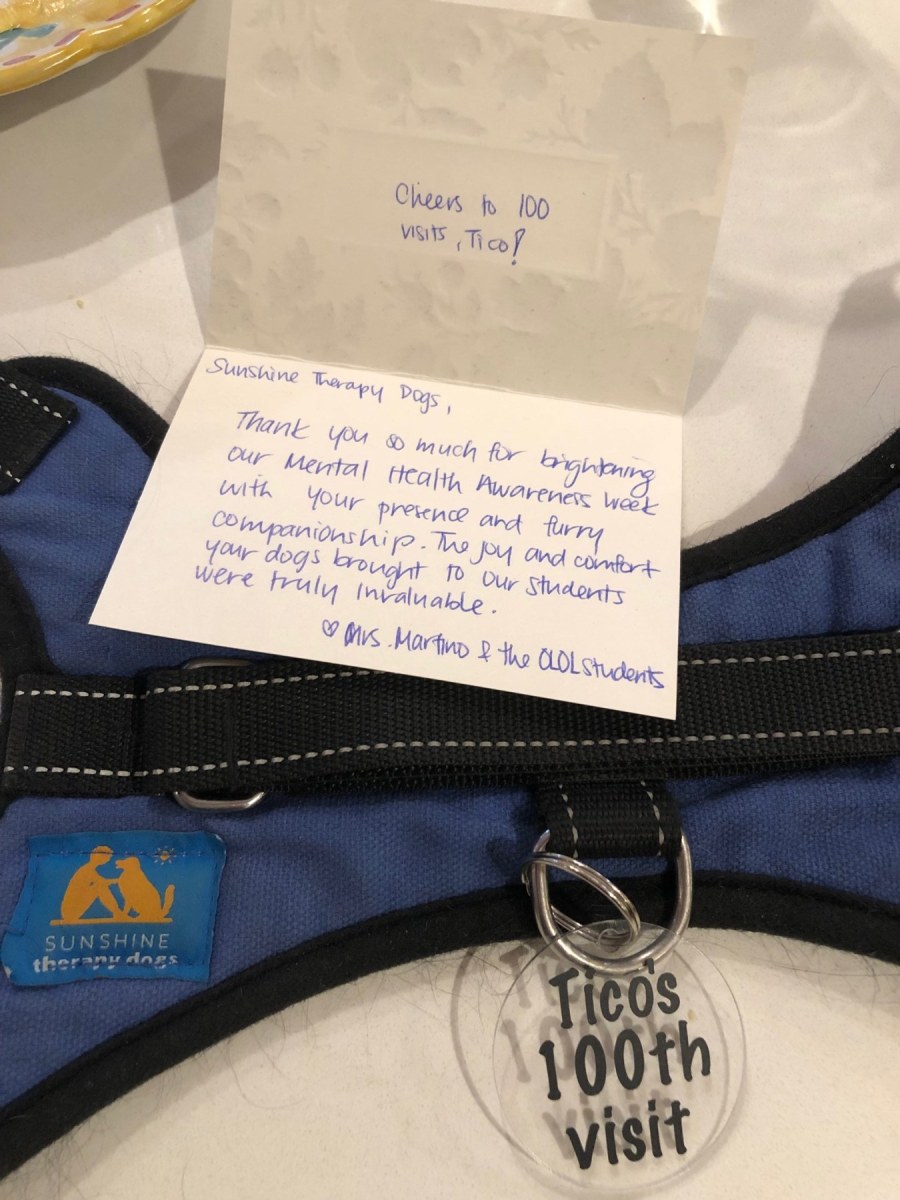 Cheers to 100
visits, Tico!
Sunshine Therapy Dogs,
Thank you so much for brightening
our Mental Health Awareness Week
with your presence and furry
companionship. The joy and comfort
your dogs brought to our students
were truly invaluable.
♡ Mrs. Martino & the OLOL students
SUNSHINE
therapy dogs
Tico's
100th
visit